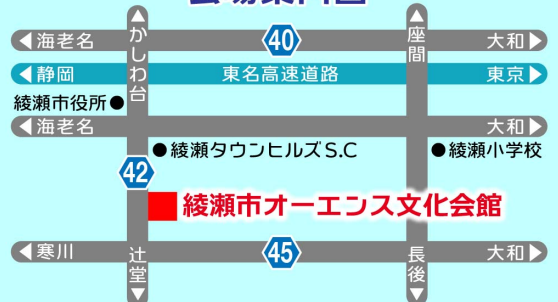 会場案内図
◀海老名
かしわ台
40
座間
大和▶
◀静岡
東名高速道路
東京▶
綾瀬市役所●
◀海老名
大和▶
●綾瀬タウンヒルズS.C
●綾瀬小学校
42
綾瀬市オーエンス文化会館
◀寒川
辻堂
45
長後
大和▶